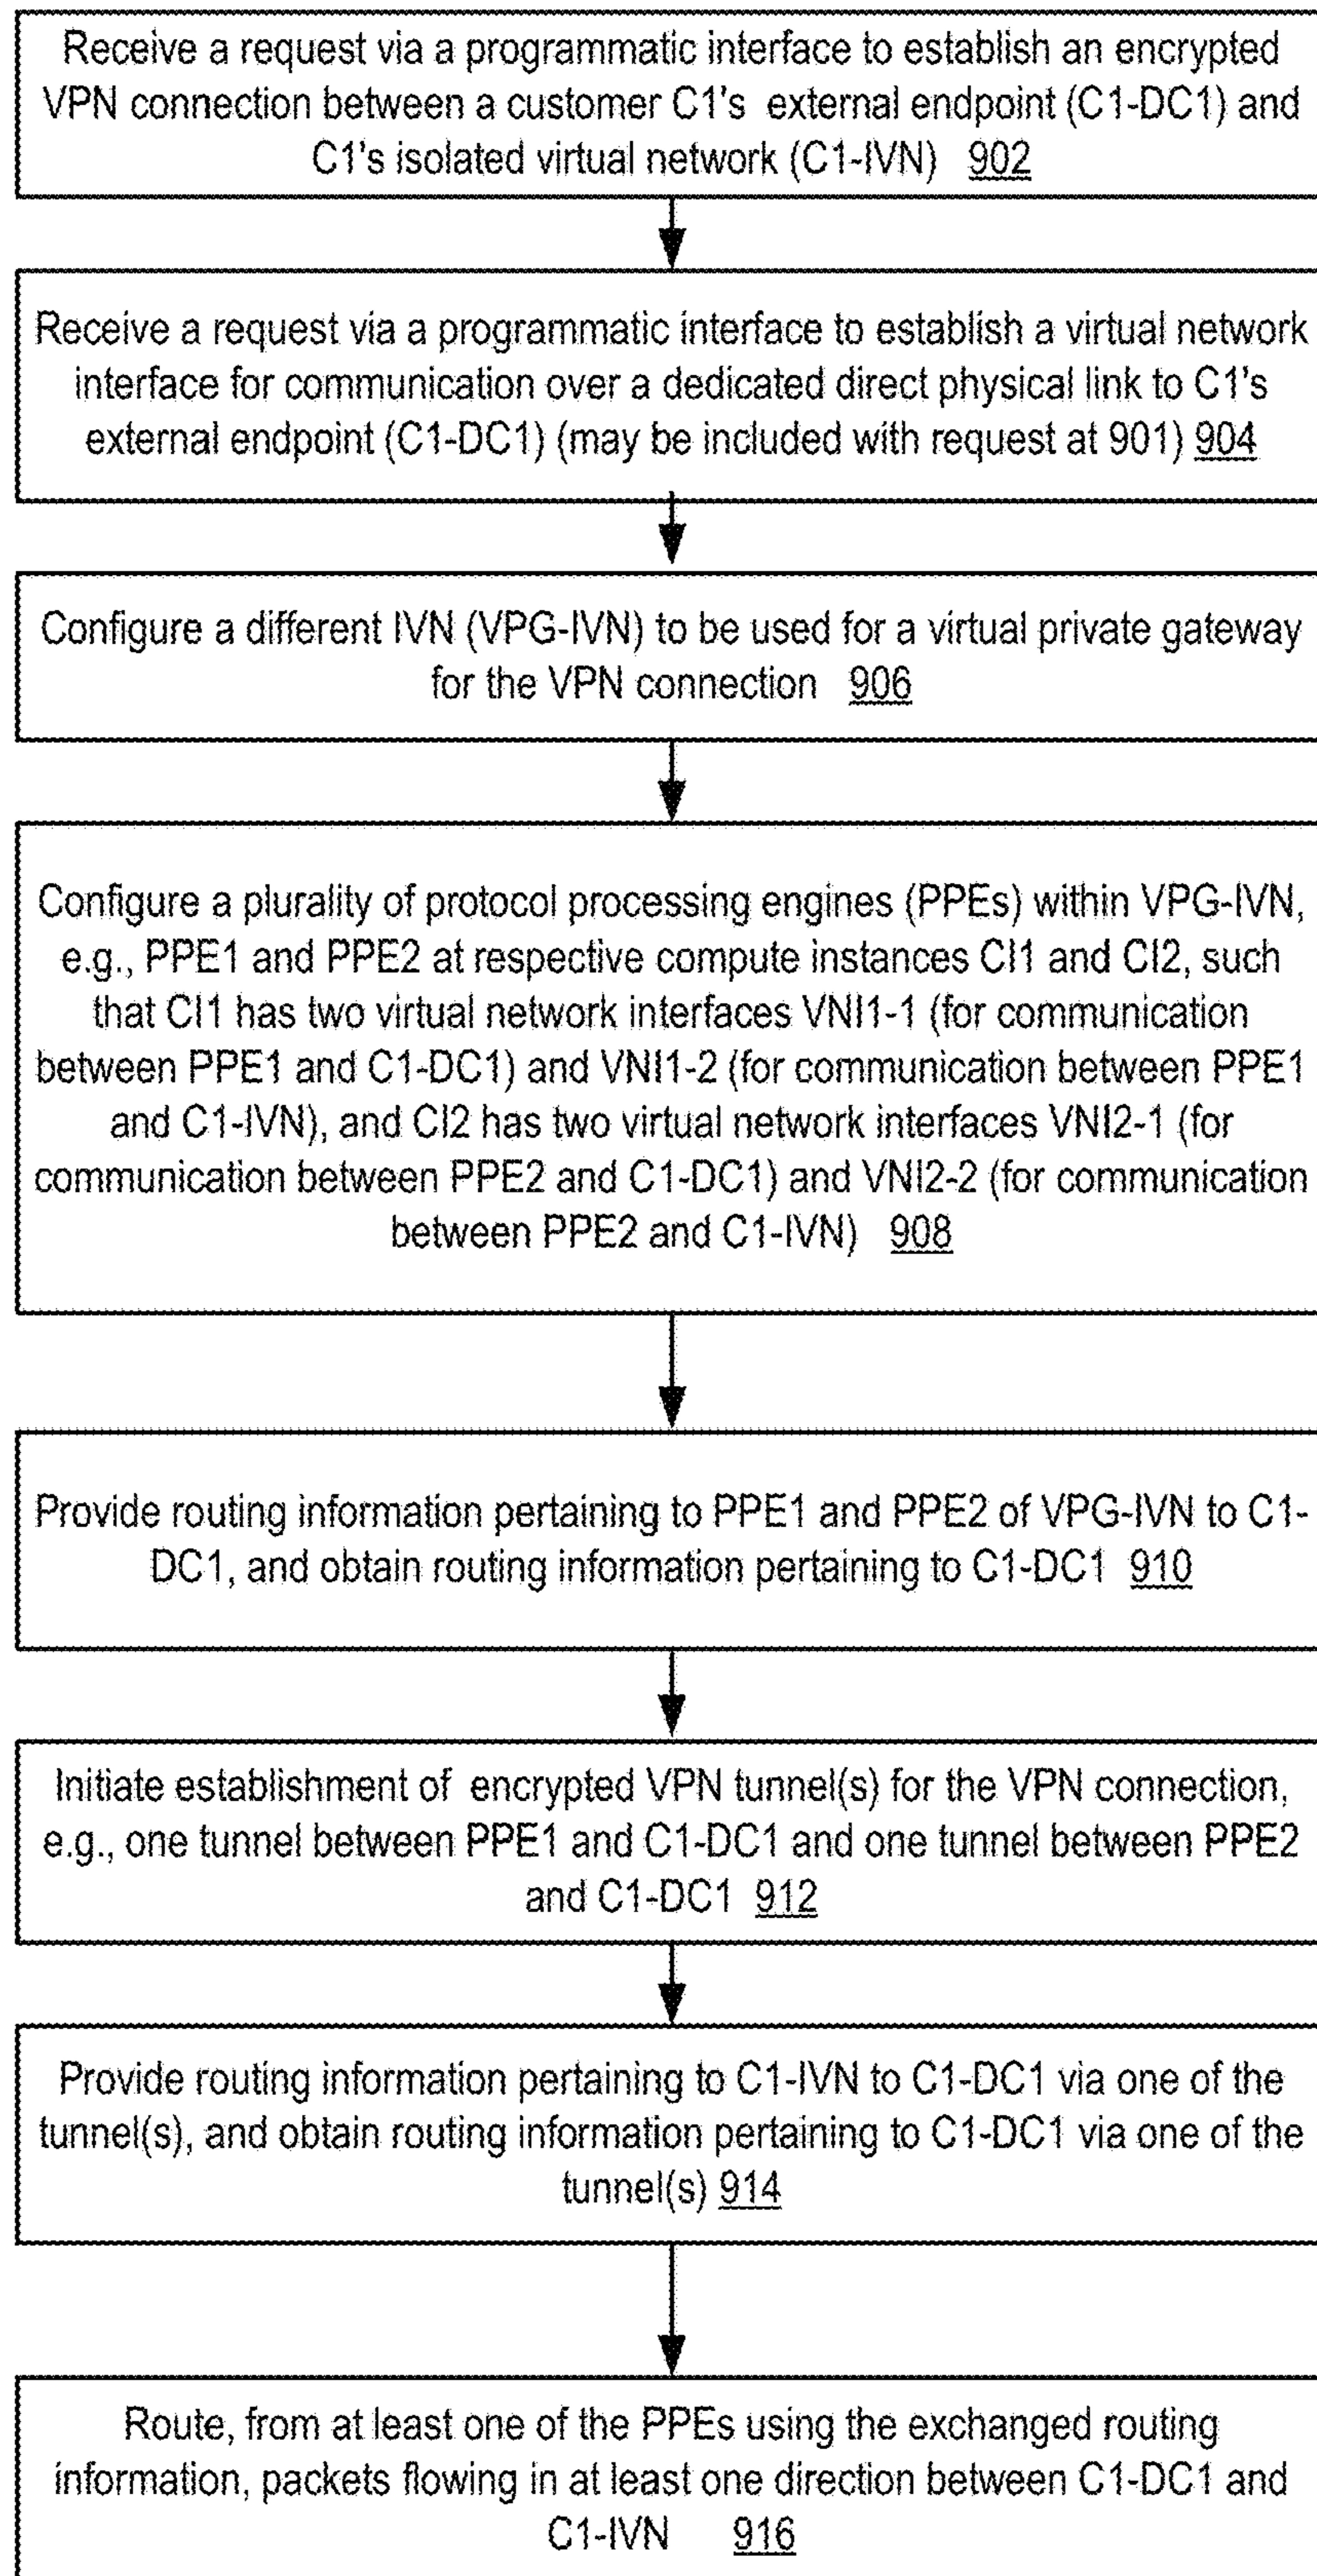 Receive a request via a programmatic interface to establish an encrypted
VPN connection between a customer C1's external endpoint (C1-DC1) and
C1's isolated virtual network (C1-IVN) 902
Receive a request via a programmatic interface to establish a virtual network
interface for communication over a dedicated direct physical link to C1's
external endpoint (C1-DC1) (may be included with request at 901) 904
Configure a different IVN (VPG-IVN) to be used for a virtual private gateway
for the VPN connection 906
Configure a plurality of protocol processing engines (PPEs) within VPG-IVN,
e.g., PPE1 and PPE2 at respective compute instances CI1 and CI2, such
that CI1 has two virtual network interfaces VNI1-1 (for communication
between PPE1 and C1-DC1) and VNI1-2 (for communication between PPE1
and C1-IVN), and CI2 has two virtual network interfaces VNI2-1 (for
communication between PPE2 and C1-DC1) and VNI2-2 (for communication
between PPE2 and C1-IVN) 908
Provide routing information pertaining to PPE1 and PPE2 of VPG-IVN to C1-
DC1, and obtain routing information pertaining to C1-DC1 910
Initiate establishment of encrypted VPN tunnel(s) for the VPN connection,
e.g., one tunnel between PPE1 and C1-DC1 and one tunnel between PPE2
and C1-DC1 912
Provide routing information pertaining to C1-IVN to C1-DC1 via one of the
tunnel(s), and obtain routing information pertaining to C1-DC1 via one of the
tunnel(s) 914
Route, from at least one of the PPEs using the exchanged routing
information, packets flowing in at least one direction between C1-DC1 and
C1-IVN 916